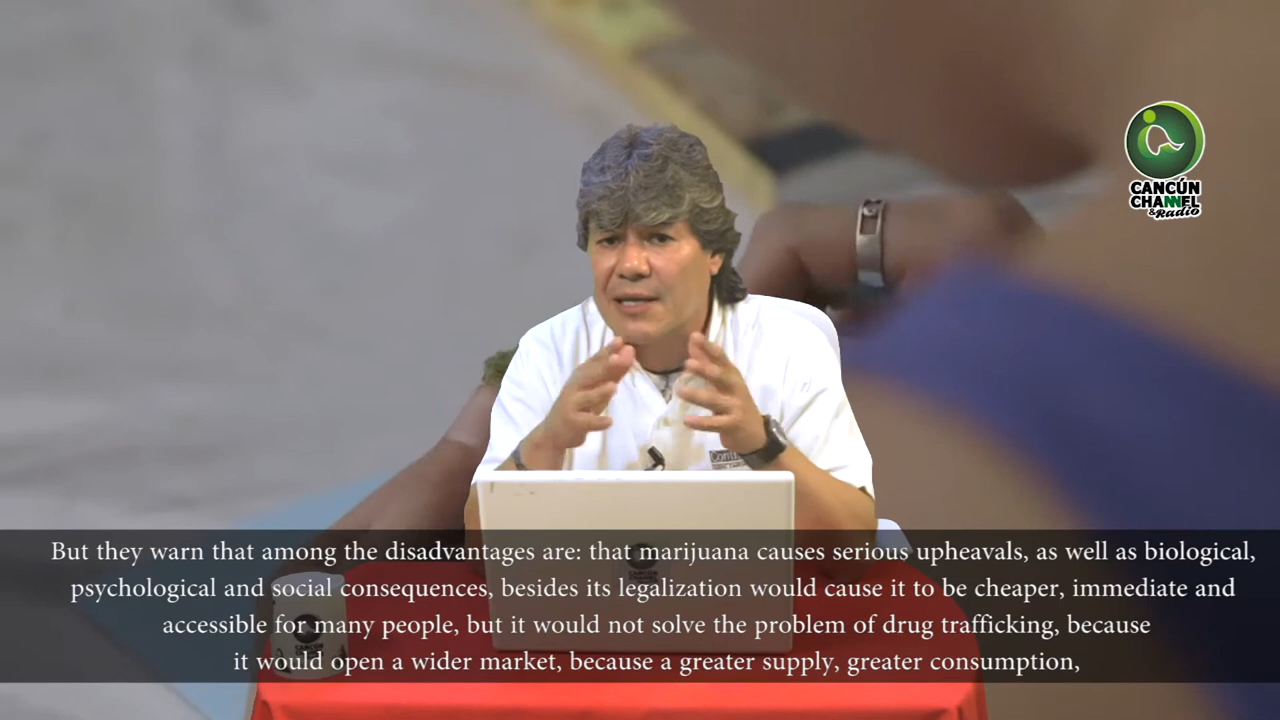 CANCÚN
CHANNEL
&Radio
But they warn that among the disadvantages are: that marijuana causes serious upheavals, as well as biological,
psychological and social consequences, besides its legalization would cause it to be cheaper, immediate and
accessible for many people, but it would not solve the problem of drug trafficking, because
it would open a wider market, because a greater supply, greater consumption,